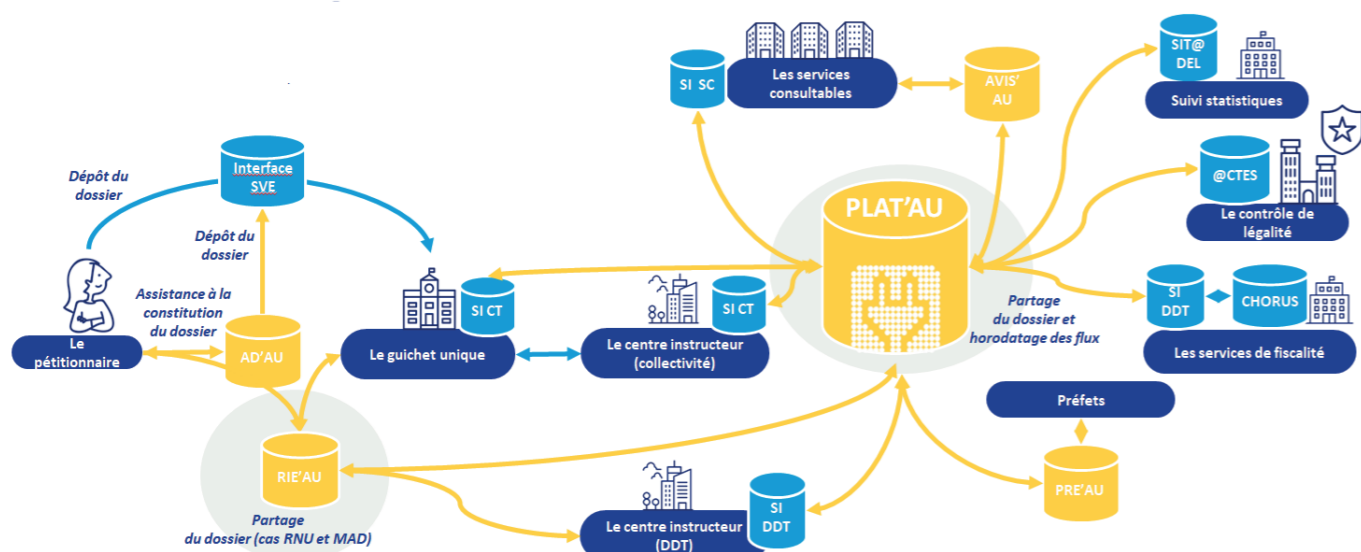 SI SC
Les services
consultables
AVIS'
AU
SIT@
DEL
Suivi statistiques
@CTES
Le contrôle de
légalité
Interface
SVE
Dépôt du
dossier
Dépôt du
dossier
PLAT'AU
Assistance à la
constitution
du dossier
Le
pétitionnaire
AD'AU
SI CT
Le guichet unique
SI CT
Le centre instructeur
(collectivité)
Partage
du dossier et
horodatage des flux
SI
DDT
CHORUS
Les services de fiscalité
Préfets
PRE'AU
RIE'AU
Partage
du dossier (cas RNU et MAD)
Le centre instructeur
(DDT)
SI
DDT